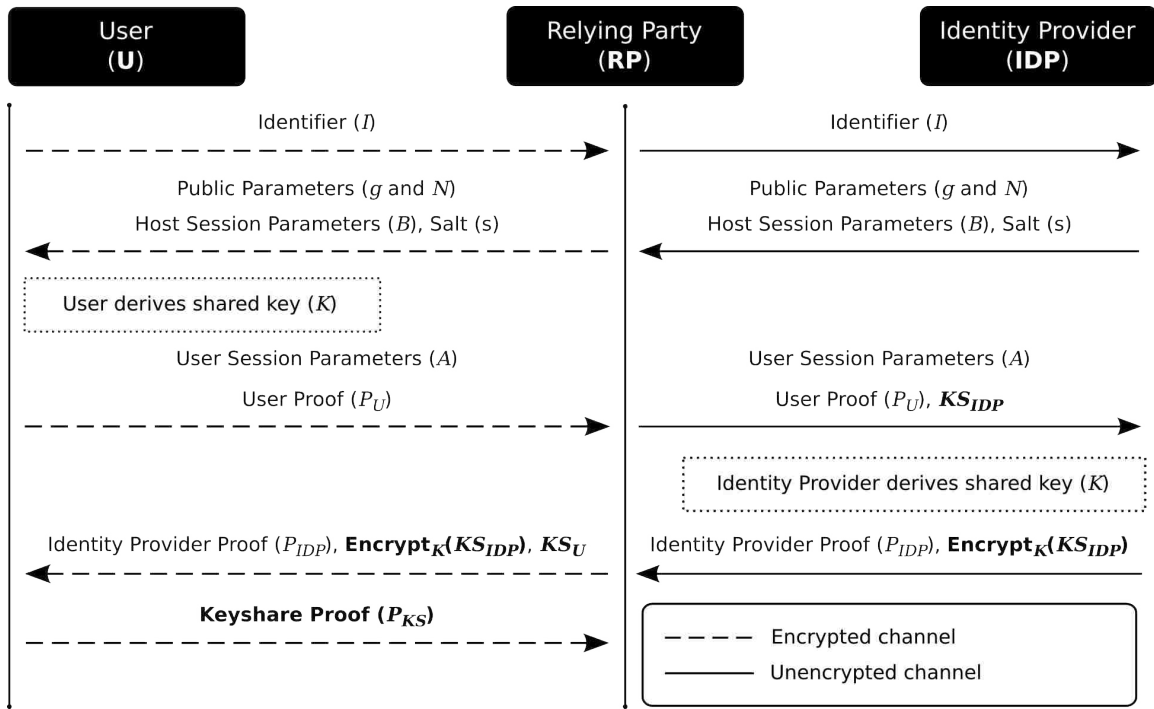 User
(U)
Relying Party
(RP)
Identity Provider
(IDP)
Identifier (I)
Identifier (I)
Public Parameters (g and N)
Host Session Parameters (B), Salt (s)
Public Parameters (g and N)
Host Session Parameters (B), Salt (s)
User derives shared key (K)
User Session Parameters (A)
User Proof (P_U)
User Session Parameters (A)
User Proof (P_U), KS_IDP
Identity Provider derives shared key (K)
Identity Provider Proof (P_IDP), Encrypt_K(KS_IDP), KS_U
Identity Provider Proof (P_IDP), Encrypt_K(KS_IDP)
Keyshare Proof (P_KS)
Encrypted channel
Unencrypted channel